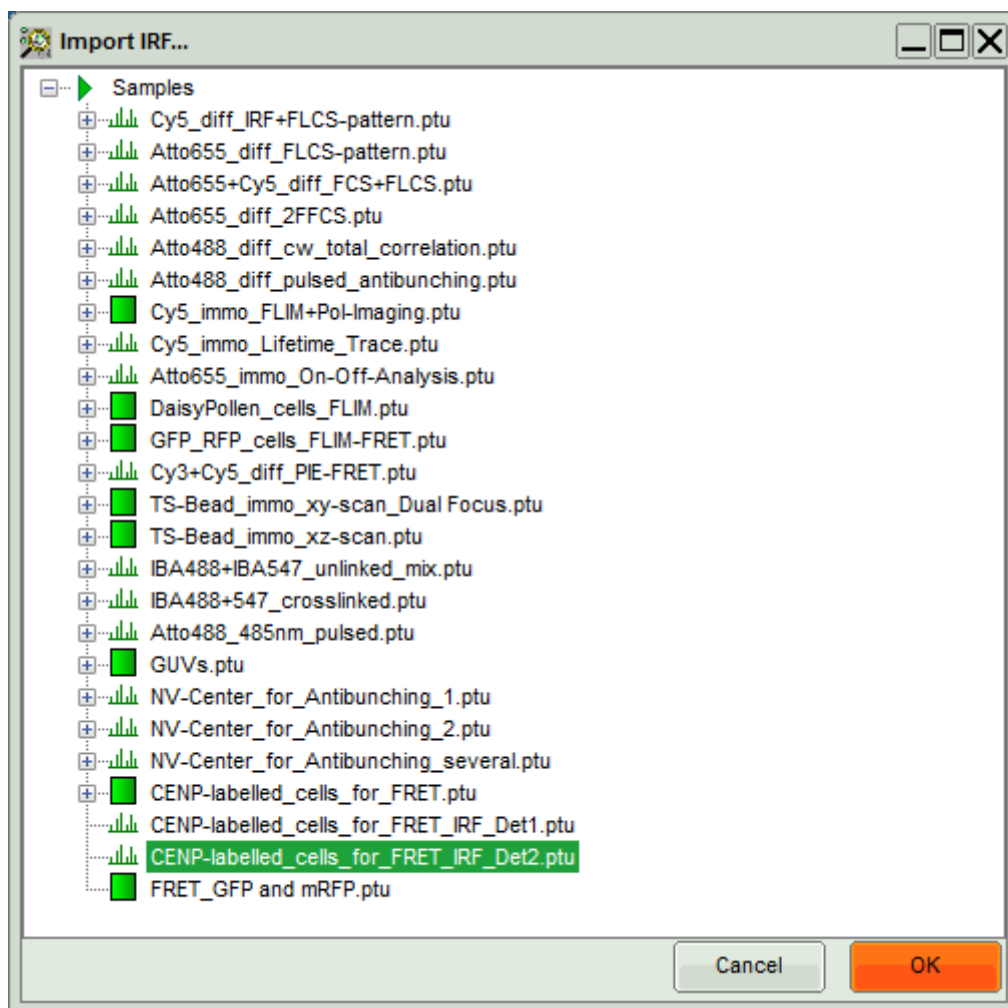 Import IRF...
Samples
Cy5_diff_IRF+FLCS-pattern.ptu
Atto655_diff_FLCS-pattern.ptu
Atto655+Cy5_diff_FCS+FLCS.ptu
Atto655_diff_2FFCS.ptu
Atto488_diff_cw_total_correlation.ptu
Atto488_diff_pulsed_antibunching.ptu
Cy5_immo_FLIM+Pol-Imaging.ptu
Cy5_immo_Lifetime_Trace.ptu
Atto655_immo_On-Off-Analysis.ptu
DaisyPollen_cells_FLIM.ptu
GFP_RFP_cells_FLIM-FRET.ptu
Cy3+Cy5_diff_PIE-FRET.ptu
TS-Bead_immo_xy-scan_Dual Focus.ptu
TS-Bead_immo_xz-scan.ptu
IBA488+IBA547_unlinked_mix.ptu
IBA488+547_crosslinked.ptu
Atto488_485nm_pulsed.ptu
GUVs.ptu
NV-Center_for_Antibunching_1.ptu
NV-Center_for_Antibunching_2.ptu
NV-Center_for_Antibunching_several.ptu
CENP-labelled_cells_for_FRET.ptu
CENP-labelled_cells_for_FRET_IRF_Det1.ptu
CENP-labelled_cells_for_FRET_IRF_Det2.ptu
FRET_GFP and mRFP.ptu
Cancel OK